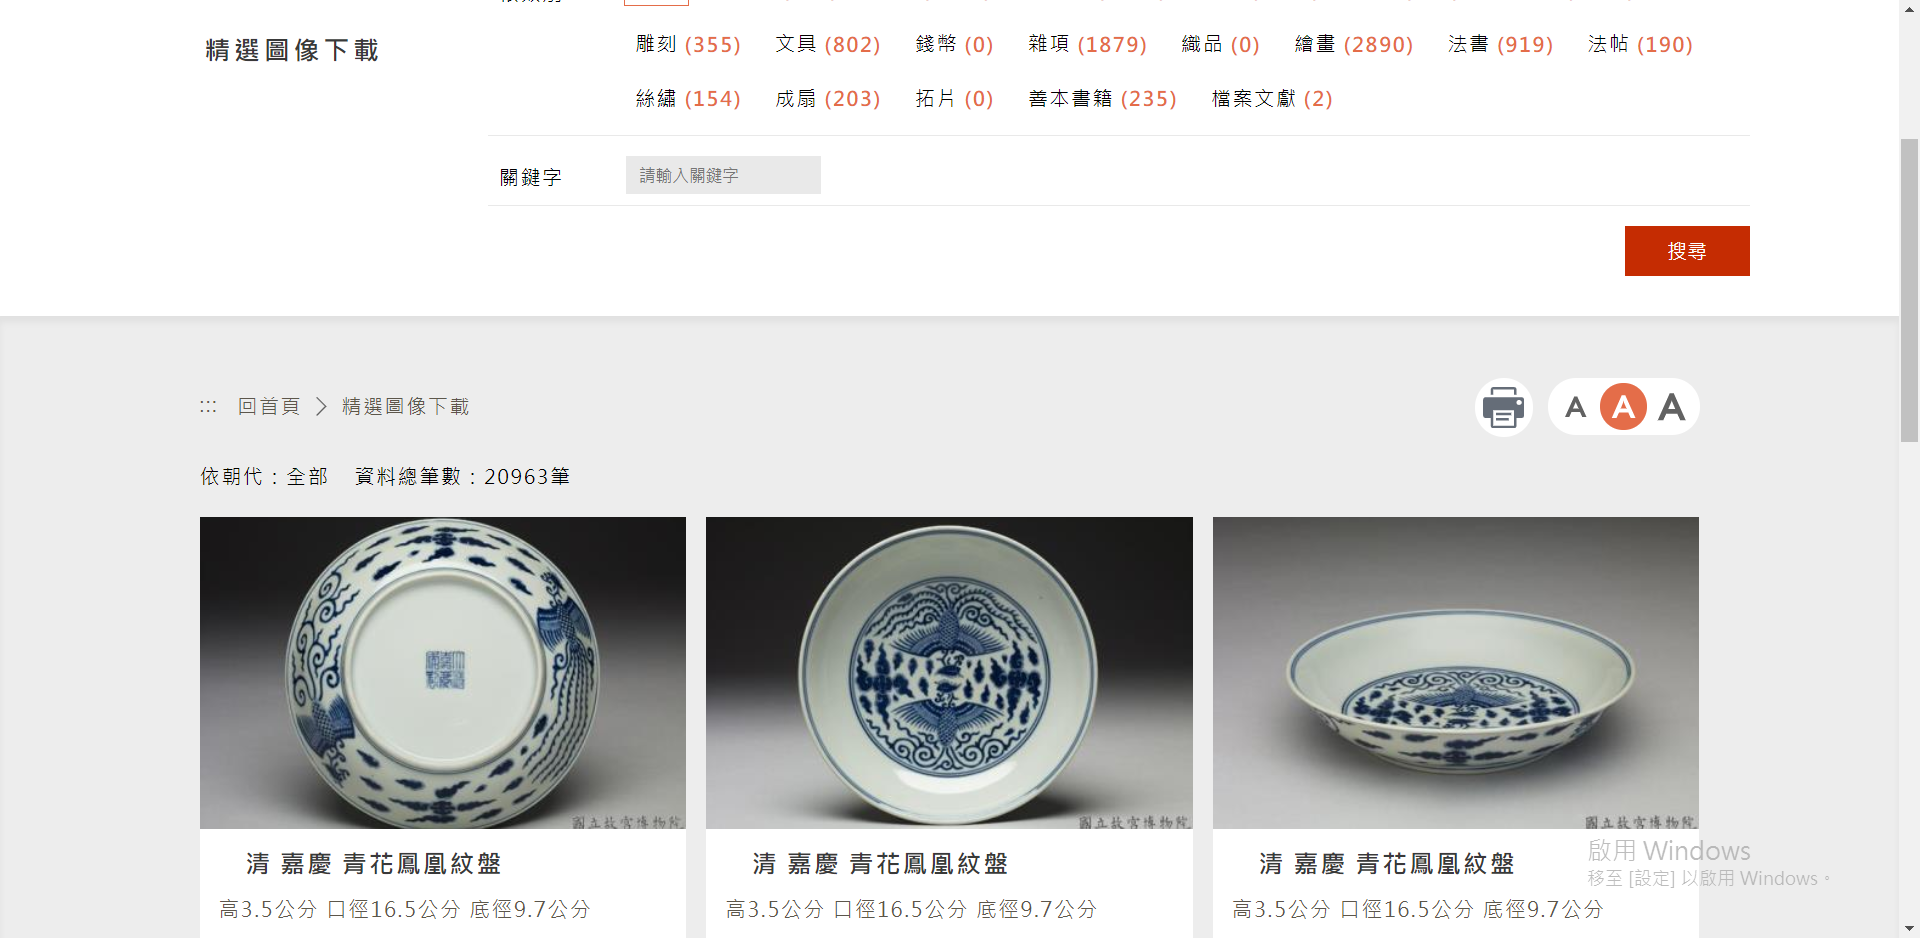 精選圖像下載
雕刻 (355) 文具 (802) 錢幣 (0) 雜項 (1879) 織品 (0) 繪畫 (2890) 法書 (919) 法帖 (190)
絲繡 (154) 成扇 (203) 拓片 (0) 善本書籍 (235) 檔案文獻 (2)
關鍵字 請輸入關鍵字
搜尋
::: 回首頁 > 精選圖像下載
A A A
依朝代：全部 資料總筆數：20963筆
國立故宮博物院 國立故宮博物院 國立故宮博物院
清 嘉慶 青花鳳凰紋盤 清 嘉慶 青花鳳凰紋盤 清 嘉慶 青花鳳凰紋盤
高3.5公分 口徑16.5公分 底徑9.7公分 高3.5公分 口徑16.5公分 底徑9.7公分 高3.5公分 口徑16.5公分 底徑9.7公分
啟用 Windows
移至 [設定] 以啟用 Windows。